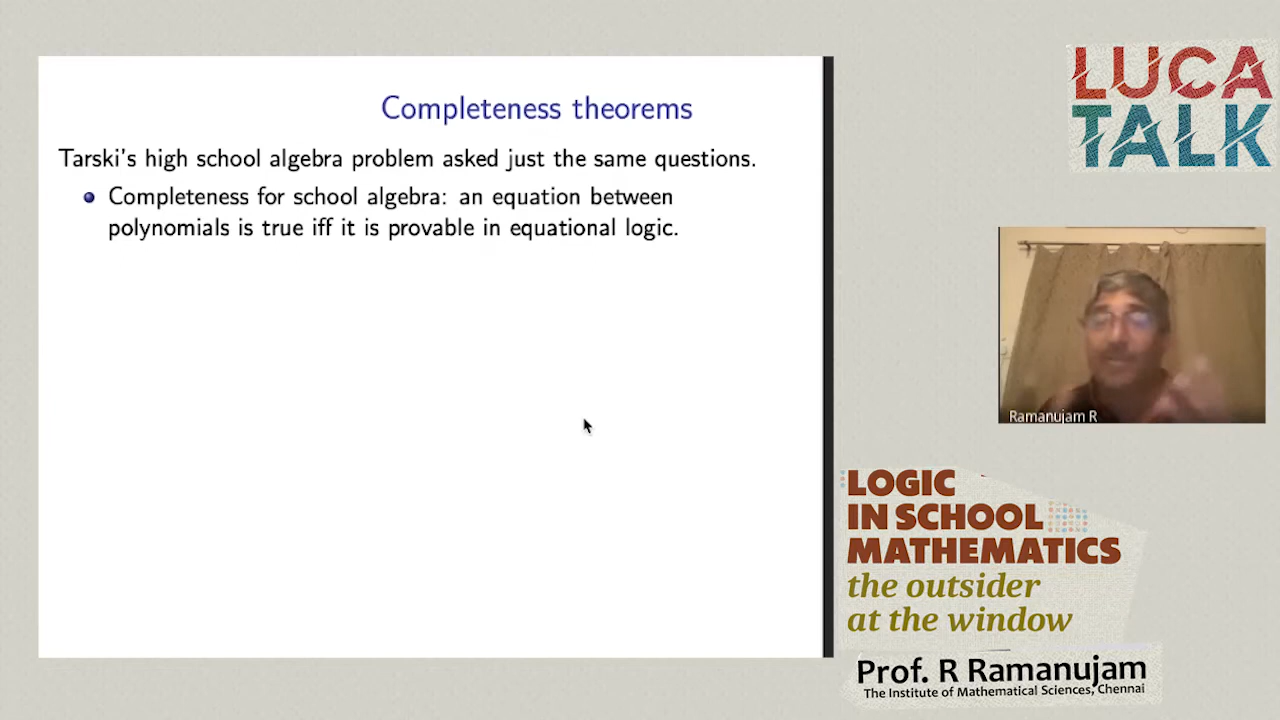 Completeness theorems
Tarski's high school algebra problem asked just the same questions.
Completeness for school algebra: an equation between
polynomials is true iff it is provable in equational logic.
LUCA
TALK
Ramanujam R
LOGIC
IN SCHOOL
MATHEMATICS
the outsider
at the window
Prof. R Ramanujam
The Institute of Mathematical Sciences, Chennai